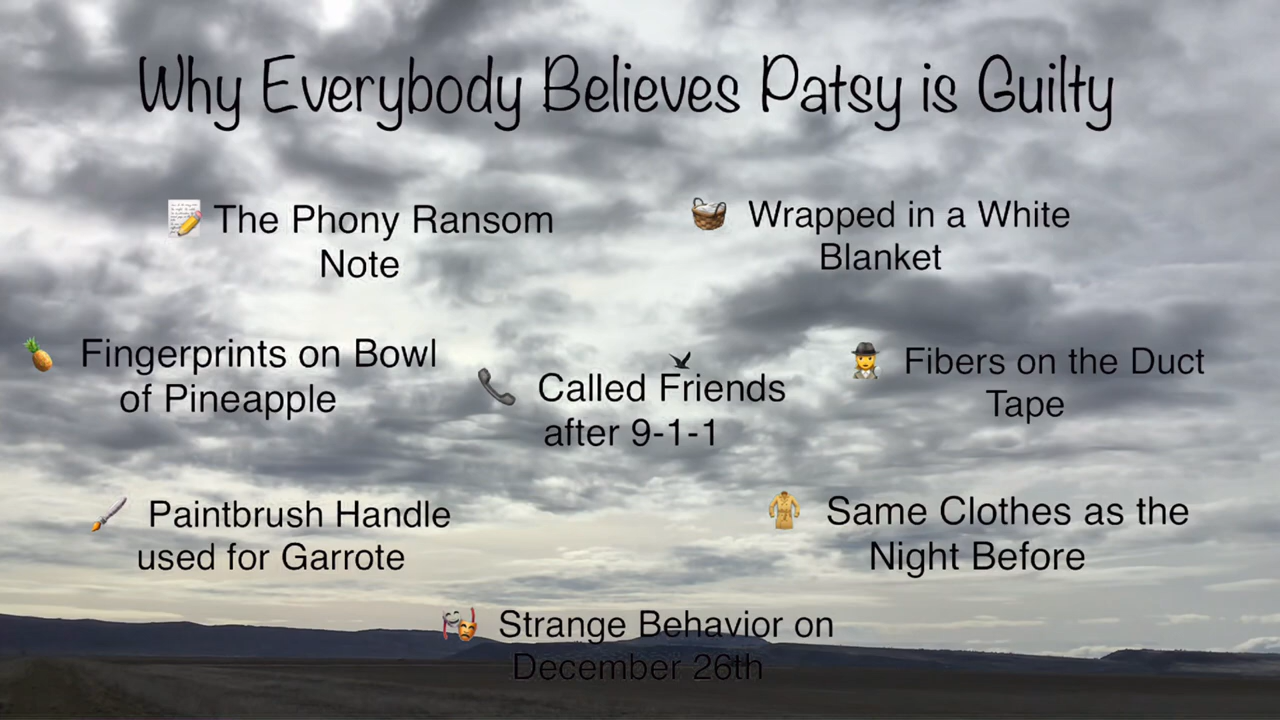 Why Everybody Believes Patsy is Guilty
The Phony Ransom
Note
Wrapped in a White
Blanket
Fingerprints on Bowl
of Pineapple
Called Friends
after 9-1-1
Fibers on the Duct
Tape
Paintbrush Handle
used for Garrote
Same Clothes as the
Night Before
Strange Behavior on
December 26th